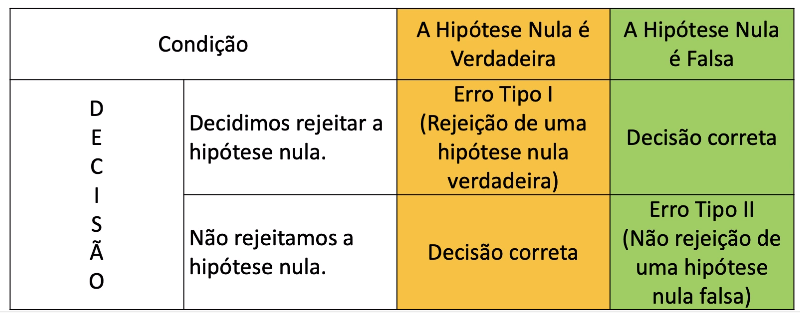 Condição
A Hipótese Nula é
Verdadeira
A Hipótese Nula
é Falsa
D
E
C
I
S
Ã
O
Decidimos rejeitar a
hipótese nula.
Erro Tipo I
(Rejeição de uma
hipótese nula
verdadeira)
Decisão correta
Não rejeitamos a
hipótese nula.
Decisão correta
Erro Tipo II
(Não rejeição de
uma hipótese
nula falsa)